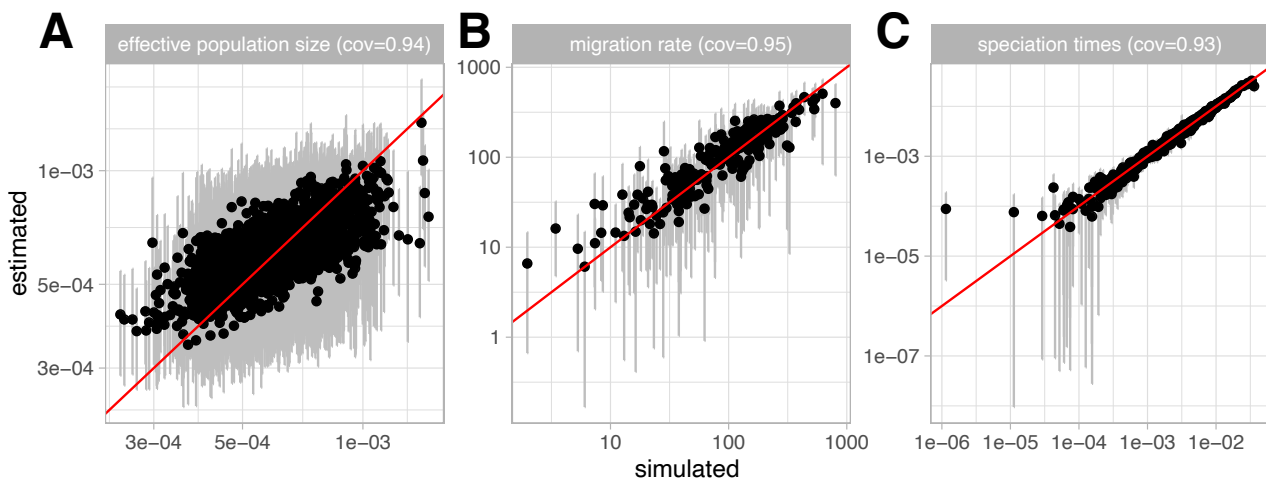 A
effective population size (cov=0.94)
B
migration rate (cov=0.95)
C
speciation times (cov=0.93)
estimated
1e−03
5e−04
3e−04
3e−04
5e−04
1e−03
1000
100
10
1
10
100
1000
1e−03
1e−05
1e−07
1e−06
1e−05
1e−04
1e−03
1e−02
simulated